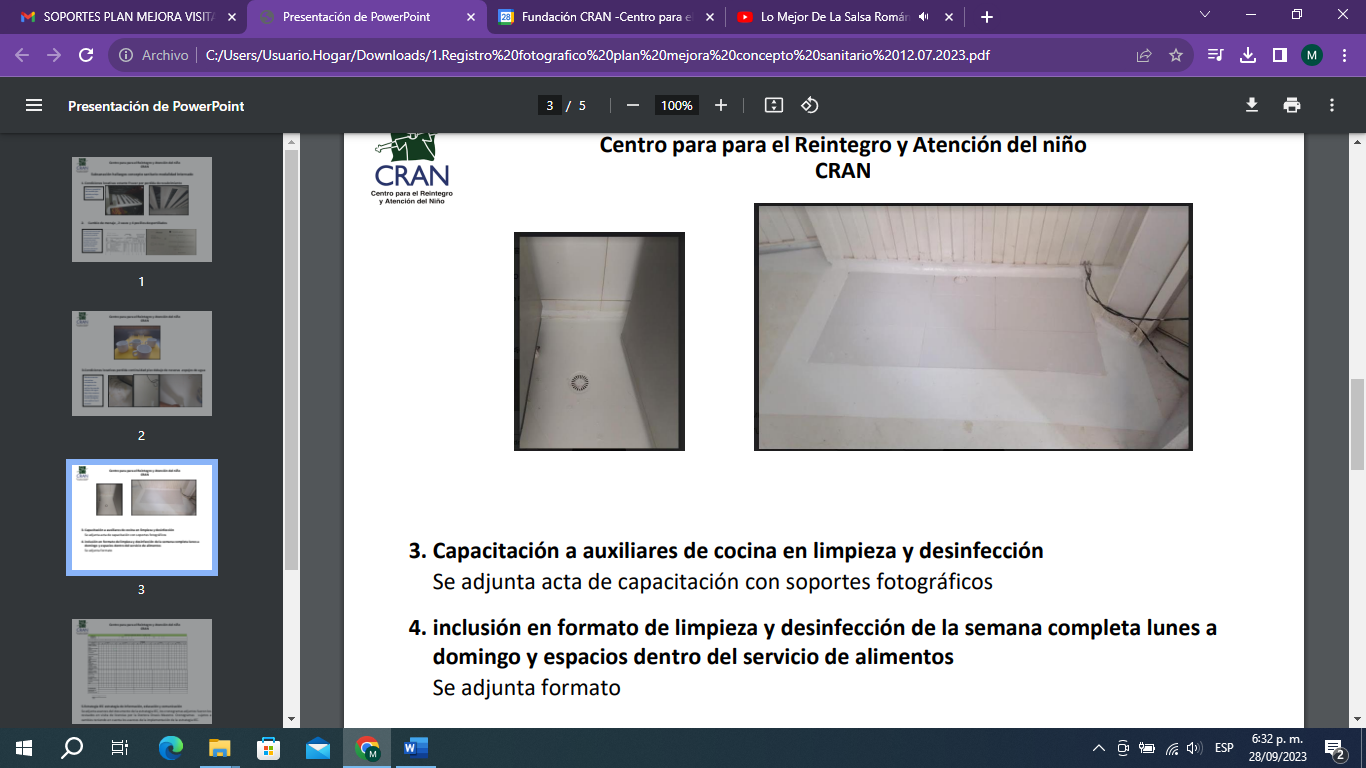 SOPORTES PLAN MEJORA VISITA
Presentación de PowerPoint
Fundación CRAN -Centro para el
Lo Mejor De La Salsa Román
Archivo
C:/Users/Usuario.Hogar/Downloads/1.Registro%20fotografico%20plan%20mejora%20concepto%20sanitario%2012.07.2023.pdf
M
Presentación de PowerPoint
3 / 5
100%
1
2
3
Centro para para el Reintegro y Atención del niño
CRAN
CRAN
Centro para el Reintegro
y Atención del Niño
3. Capacitación a auxiliares de cocina en limpieza y desinfección
Se adjunta acta de capacitación con soportes fotográficos
4. inclusión en formato de limpieza y desinfección de la semana completa lunes a
domingo y espacios dentro del servicio de alimentos
Se adjunta formato
ESP
6:32 p. m.
28/09/2023
2